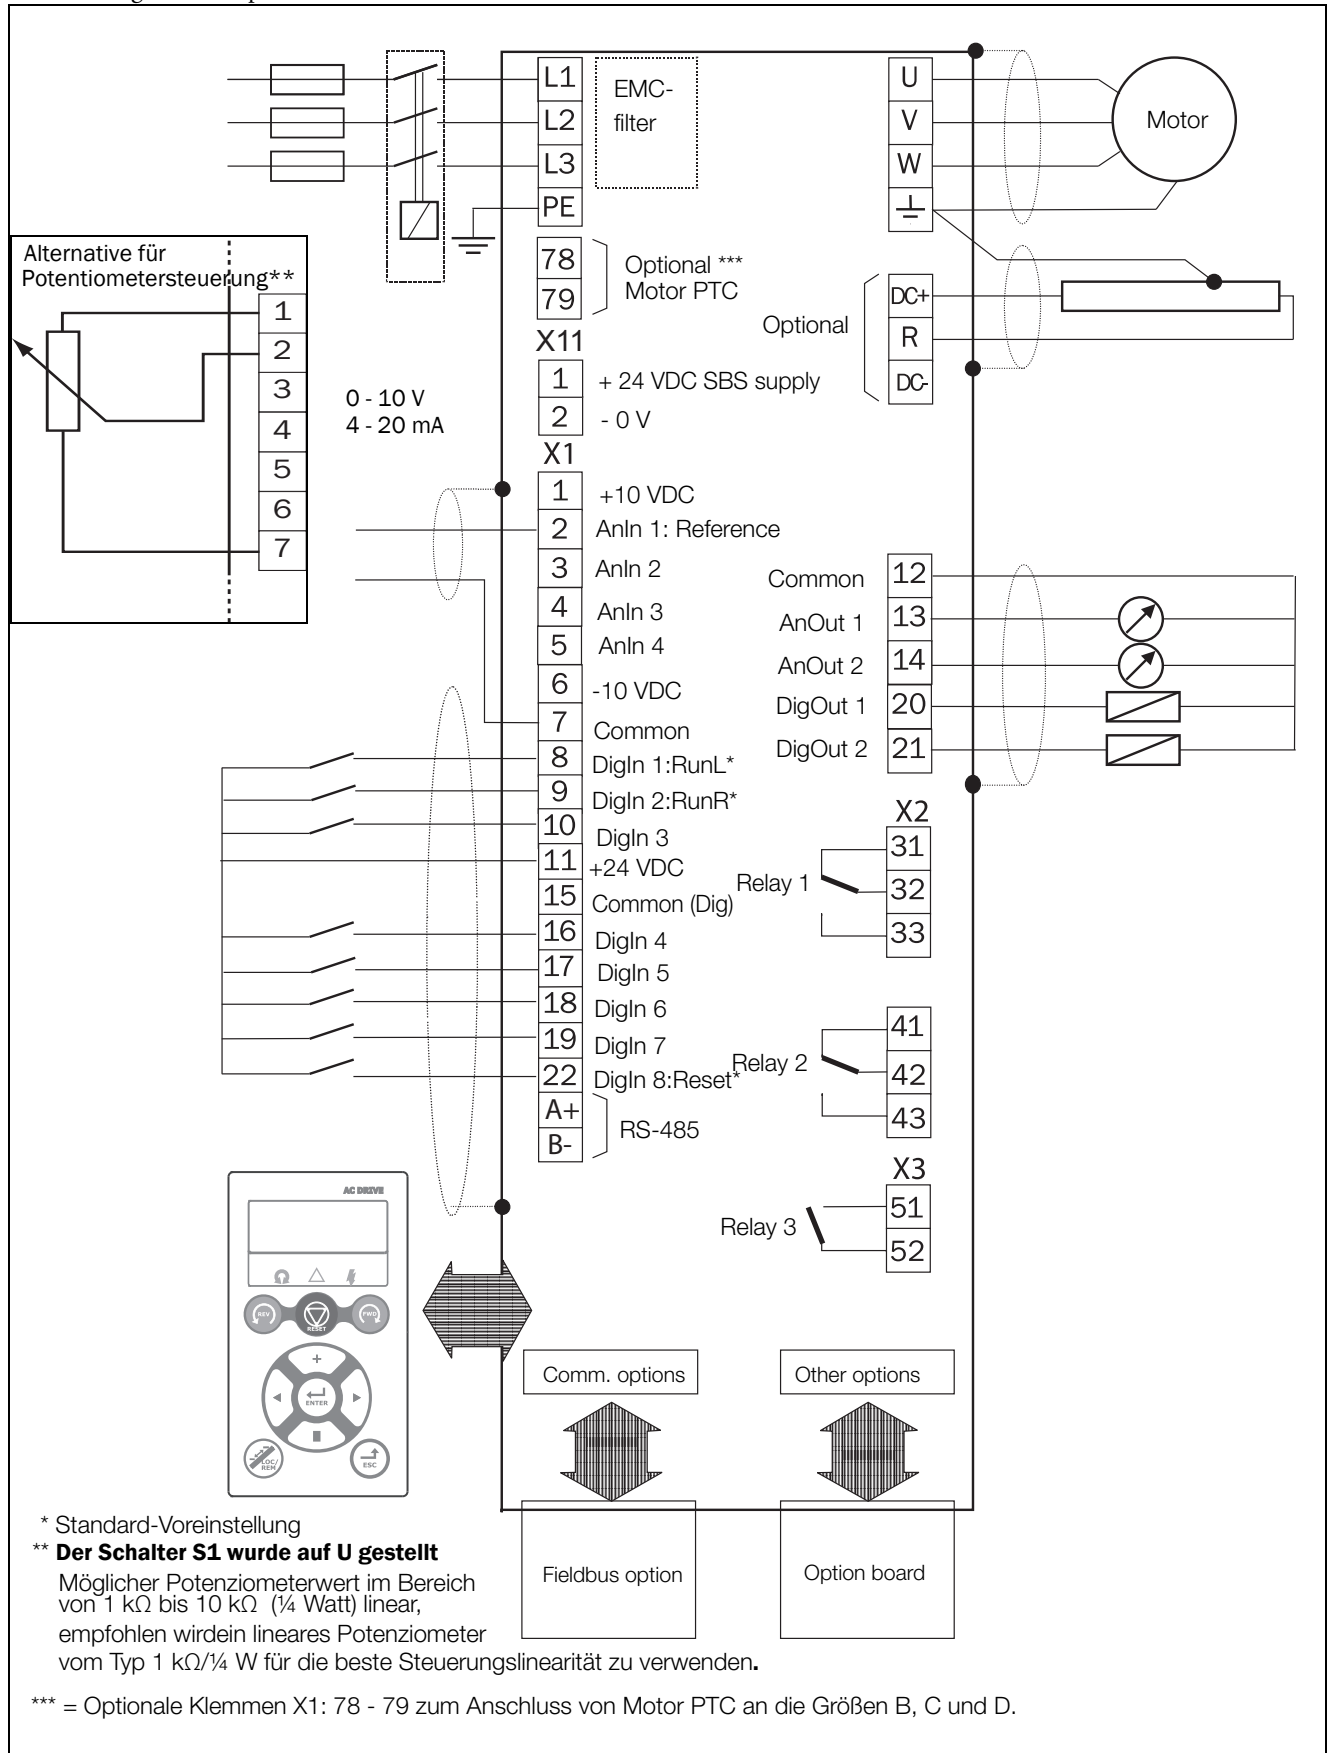 L1
L2
L3
PE
EMC-
filter
U
V
W
Motor
78
79
Optional ***
Motor PTC
Alternative für
Potentiometersteuerung**
1
2
3
4
5
6
7
0 - 10 V
4 - 20 mA
Optional
DC+
R
DC-
X11
1 + 24 VDC SBS supply
2 - 0 V
X1
1 +10 VDC
2 AnIn 1: Reference
3 AnIn 2
4 AnIn 3
5 AnIn 4
6 -10 VDC
7 Common
8 DigIn 1:RunL*
9 DigIn 2:RunR*
10 DigIn 3
11 +24 VDC
15 Common (Dig)
16 DigIn 4
17 DigIn 5
18 DigIn 6
19 DigIn 7
22 DigIn 8:Reset*
A+
B-
RS-485
Common 12
AnOut 1 13
AnOut 2 14
DigOut 1 20
DigOut 2 21
X2
Relay 1
31
32
33
Relay 2
41
42
43
X3
Relay 3
51
52
AC DRIVE
REV
RESET
FWD
+
ENTER
LOC/
REM
ESC
Comm. options
Other options
Fieldbus option
Option board
* Standard-Voreinstellung
** Der Schalter S1 wurde auf U gestellt
Möglicher Potenziometerwert im Bereich
von 1 kΩ bis 10 kΩ (¼ Watt) linear,
empfohlen wirdein lineares Potenziometer
vom Typ 1 kΩ/¼ W für die beste Steuerungslinearität zu verwenden.
*** = Optionale Klemmen X1: 78 - 79 zum Anschluss von Motor PTC an die Größen B, C und D.